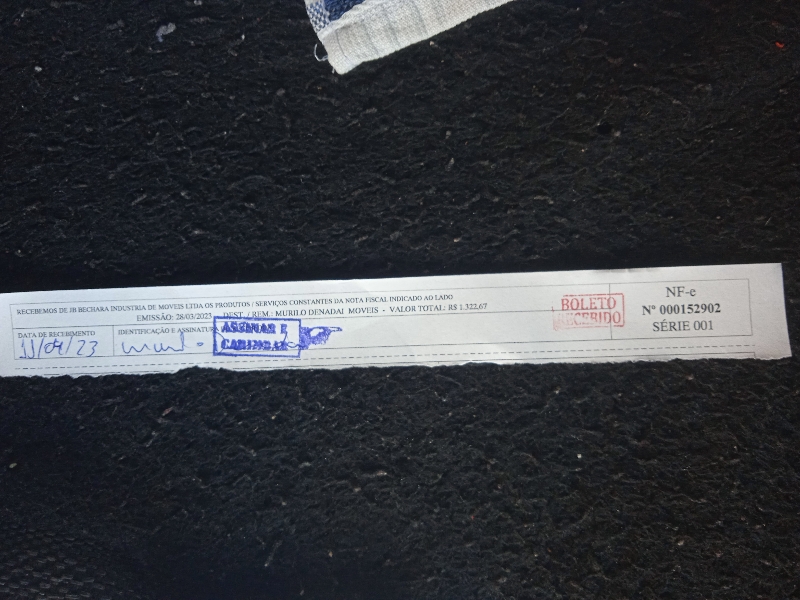 RECEBEMOS DE JB BECHARA INDUSTRIA DE MOVEIS LTDA OS PRODUTOS / SERVIÇOS CONSTANTES DA NOTA FISCAL INDICADO AO LADO
EMISSÃO: 28/03/2023 DEST. / REM.: MURILO DENADAI MOVEIS - VALOR TOTAL: R$ 1.322,67
DATA DE RECEBIMENTO
11/04/23
IDENTIFICAÇÃO E ASSINATURA
ASSINAR E
CARIMBAR
BOLETO
RECEBIDO
NF-e
Nº 000152902
SÉRIE 001